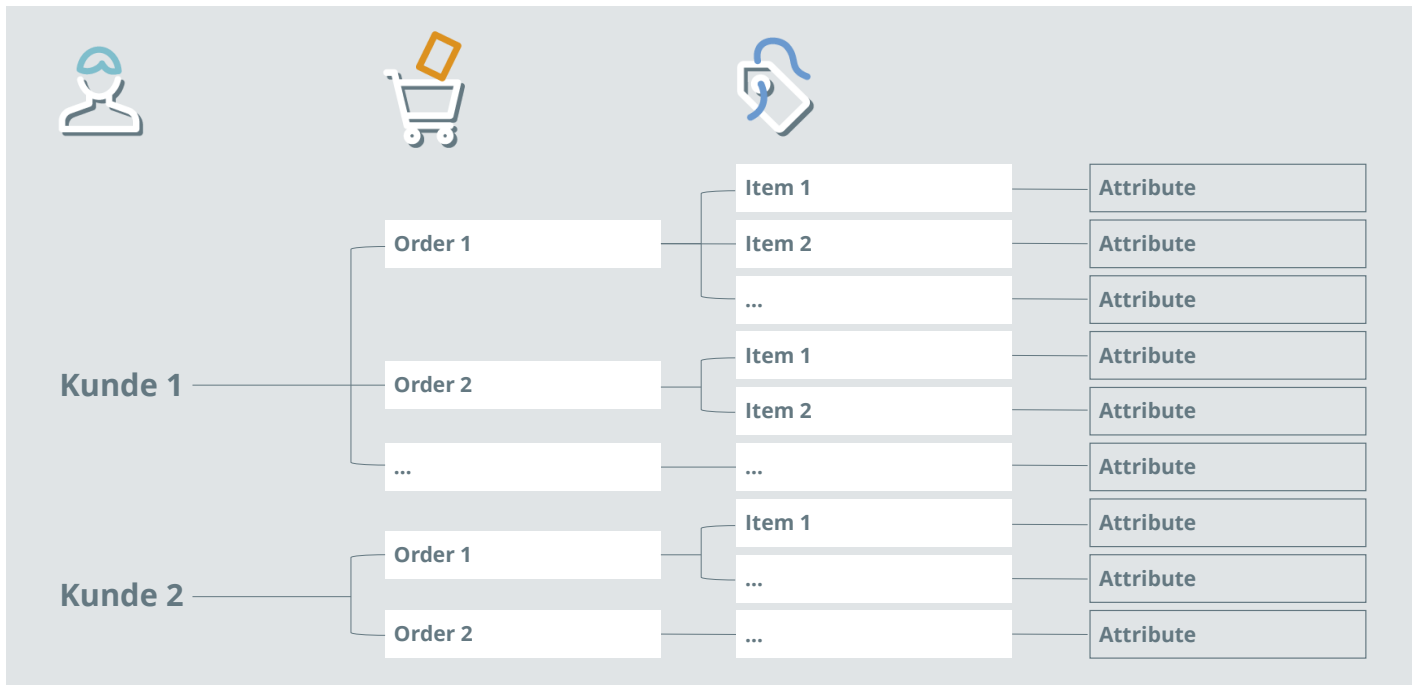 Item 1
Attribute
Order 1
Item 2
Attribute
...
Attribute
Item 1
Attribute
Kunde 1
Order 2
Item 2
Attribute
...
...
Attribute
Item 1
Attribute
Order 1
...
Attribute
Kunde 2
Order 2
...
Attribute